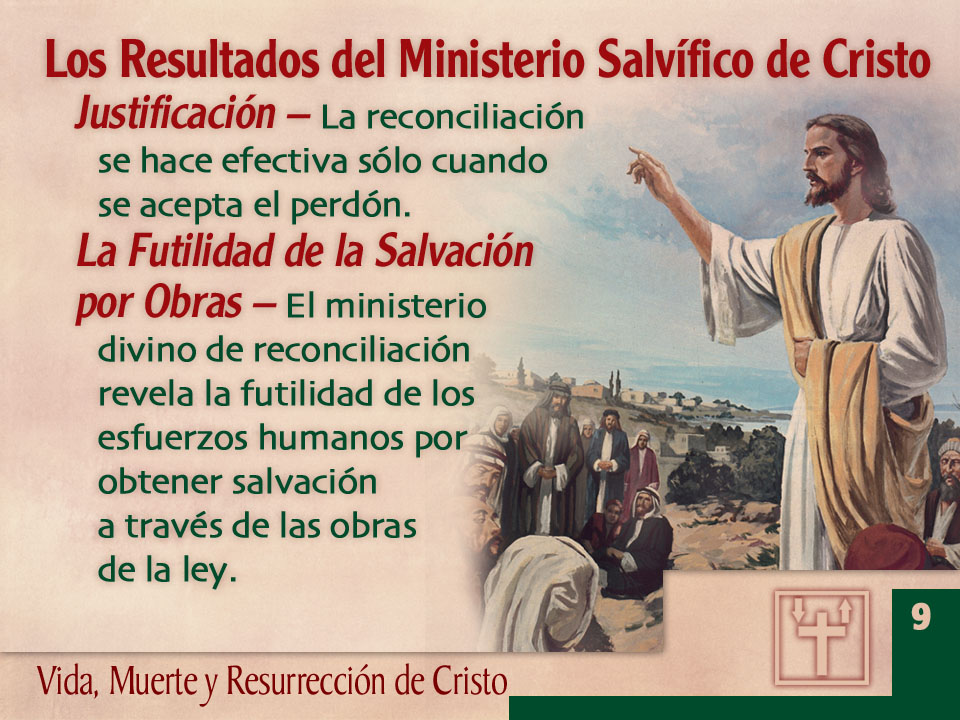 Los Resultados del Ministerio Salvífico de Cristo
Justificación – La reconciliación
se hace efectiva sólo cuando
se acepta el perdón.
La Futilidad de la Salvación
por Obras – El ministerio
divino de reconciliación
revela la futilidad de los
esfuerzos humanos por
obtener salvación
a través de las obras
de la ley.
9
Vida, Muerte y Resurrección de Cristo